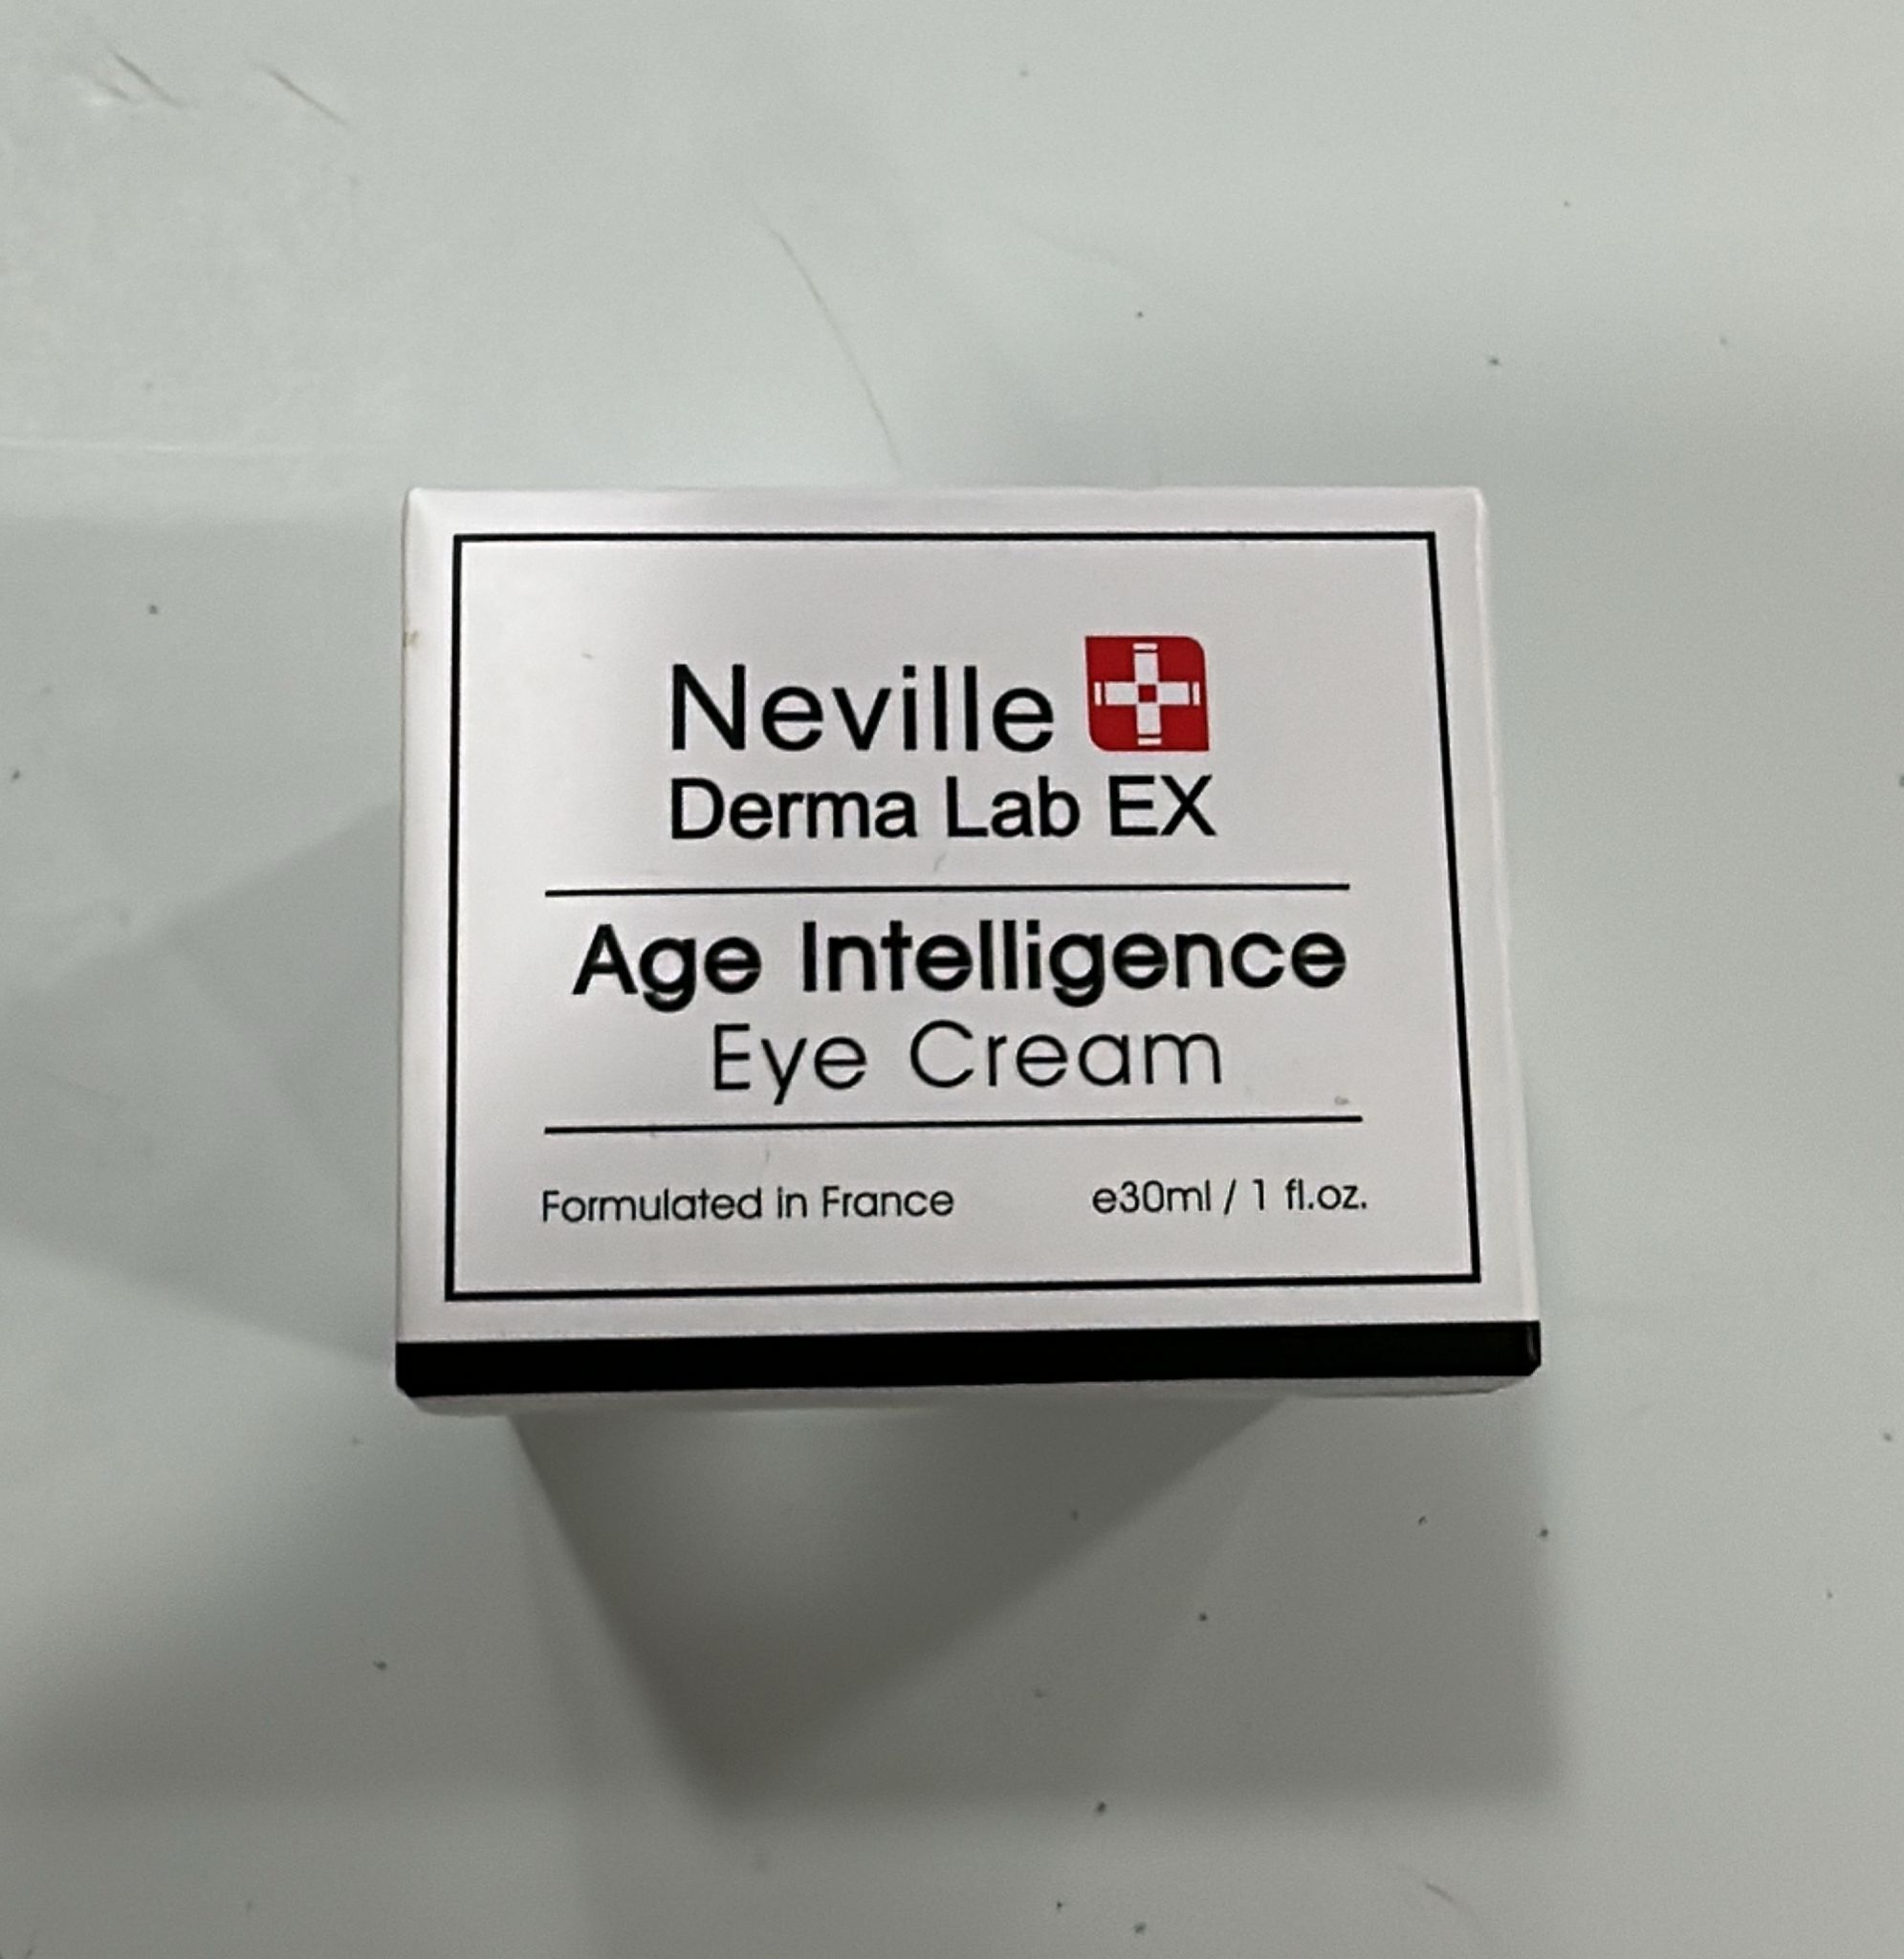 Neville
Derma Lab EX
Age Intelligence
Eye Cream
Formulated in France e30ml / 1 fl.oz.